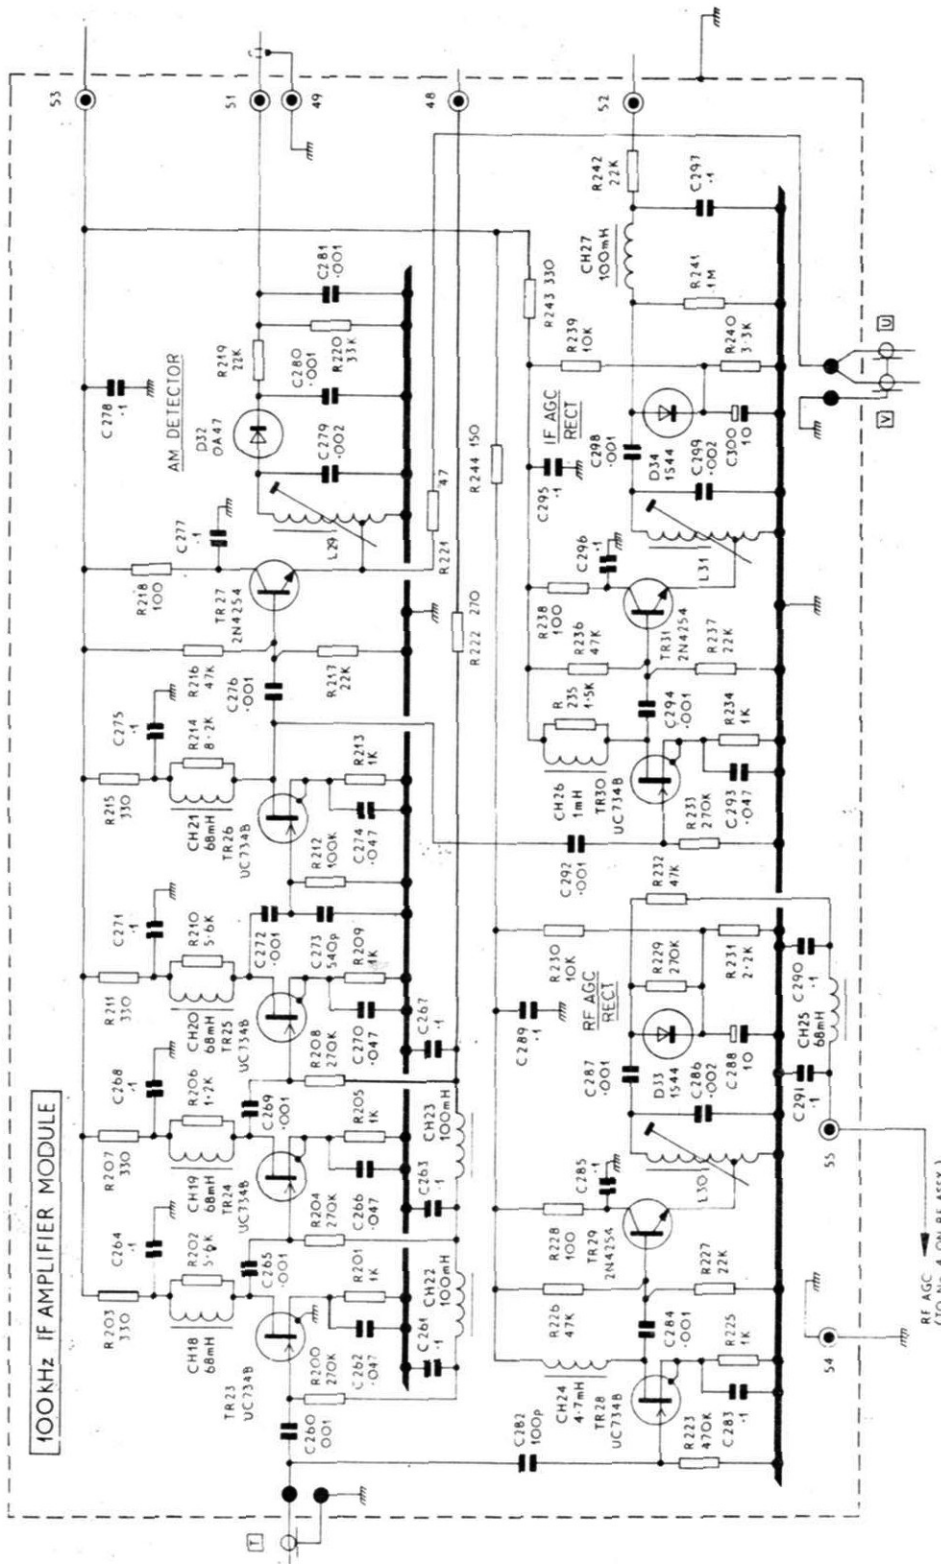 100kHz IF AMPLIFIER MODULE
T
C260
001
TR23
UC734B
R200
270K
C262
.047
R201
1K
C261
.1
CH22
100mH
CH18
68mH
R202
5.6K
R203
330
C264
.1
C265
.001
TR24
UC734B
R204
270K
C266
.047
R205
1K
C263
.1
CH23
100mH
CH19
68mH
R206
1.2K
R207
330
C268
.1
C269
.001
TR25
UC734B
R208
270K
C270
.047
R209
1K
C267
.1
CH20
68mH
R210
5.6K
R211
330
C271
.1
C272
.001
C273
540p
R212
100K
TR26
UC734B
C274
.047
R213
1K
CH21
68mH
R214
8.2K
R215
330
C275
.1
C276
.001
R216
47K
R217
22K
TR27
2N4254
R218
100
C277
.1
L29
C278
.1
AM DETECTOR
D32
OA47
C279
.002
C280
.001
R219
22K
R220
33K
C281
.001
R221
47
R222 270
53
51
49
48
52
C282
100p
R223
470K
TR28
UC734B
CH24
4.7mH
C283
.1
R225
1K
C284
.001
R226
47K
R227
22K
R228
100
TR29
2N4254
C285
.1
L30
C286
.002
C287
.001
D33
1S44
C288
10
RF AGC
RECT
R229
270K
R230
10K
R231
2.2K
R232
47K
C289
.1
C290
.1
CH25
68mH
C291
.1
55
54
RF AGC
C292
.001
R233
270K
TR30
UC734B
C293
.047
R234
1K
CH26
1mH
R
235
1.5K
C294
.001
R236
47K
R237
22K
TR31
2N4254
R238
100
C296
.1
L31
C295
.1
IF AGC
RECT
C298
.001
D34
1S44
C299
.002
C300
10
R239
10K
R240
3.3K
R241
1M
R243 330
R244 150
CH27
100mH
R242
22K
C297
.1
V
U